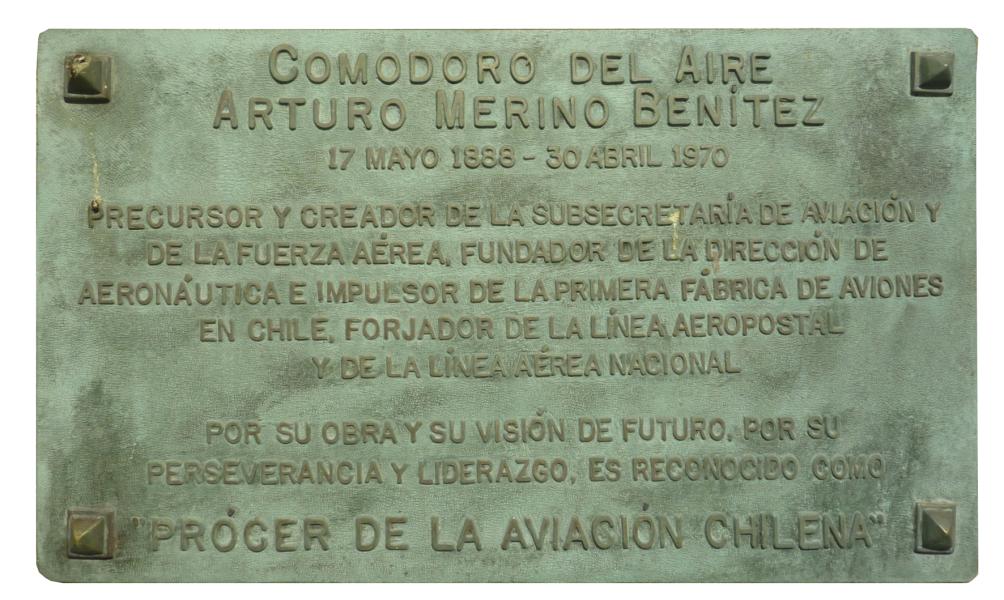 COMODORO DEL AIRE
ARTURO MERINO BENÍTEZ
17 MAYO 1888 - 30 ABRIL 1970
PRECURSOR Y CREADOR DE LA SUBSECRETARÍA DE AVIACIÓN Y
DE LA FUERZA AÉREA, FUNDADOR DE LA DIRECCIÓN DE
AERONÁUTICA E IMPULSOR DE LA PRIMERA FÁBRICA DE AVIONES
EN CHILE, FORJADOR DE LA LÍNEA AEROPOSTAL
Y DE LA LÍNEA AÉREA NACIONAL
POR SU OBRA Y SU VISIÓN DE FUTURO, POR SU
PERSEVERANCIA Y LIDERAZGO, ES RECONOCIDO COMO
"PRÓCER DE LA AVIACIÓN CHILENA"